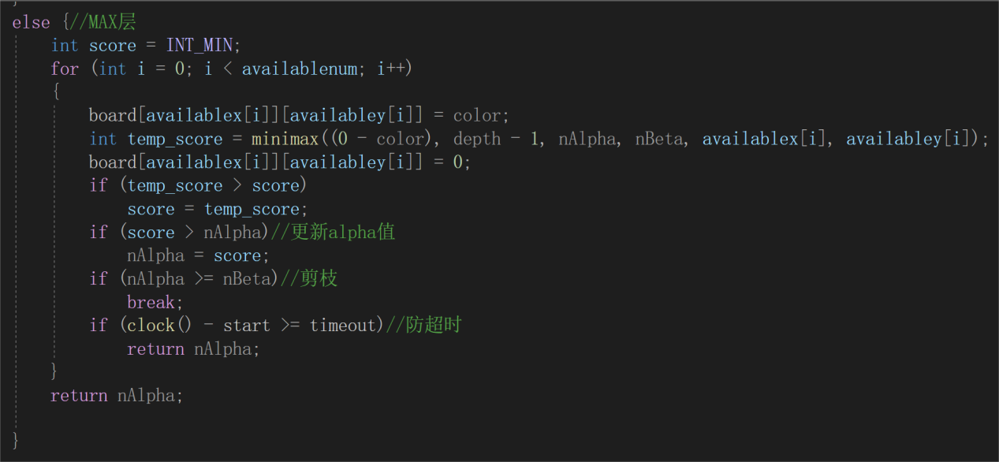 }
else {//MAX层
int score = INT_MIN;
for (int i = 0; i < availablenum; i++)
{
board[availablex[i]][availabley[i]] = color;
int temp_score = minimax((0 - color), depth - 1, nAlpha, nBeta, availablex[i], availabley[i]);
board[availablex[i]][availabley[i]] = 0;
if (temp_score > score)
score = temp_score;
if (score > nAlpha)//更新alpha值
nAlpha = score;
if (nAlpha >= nBeta)//剪枝
break;
if (clock() - start >= timeout)//防超时
return nAlpha;
}
return nAlpha;
}